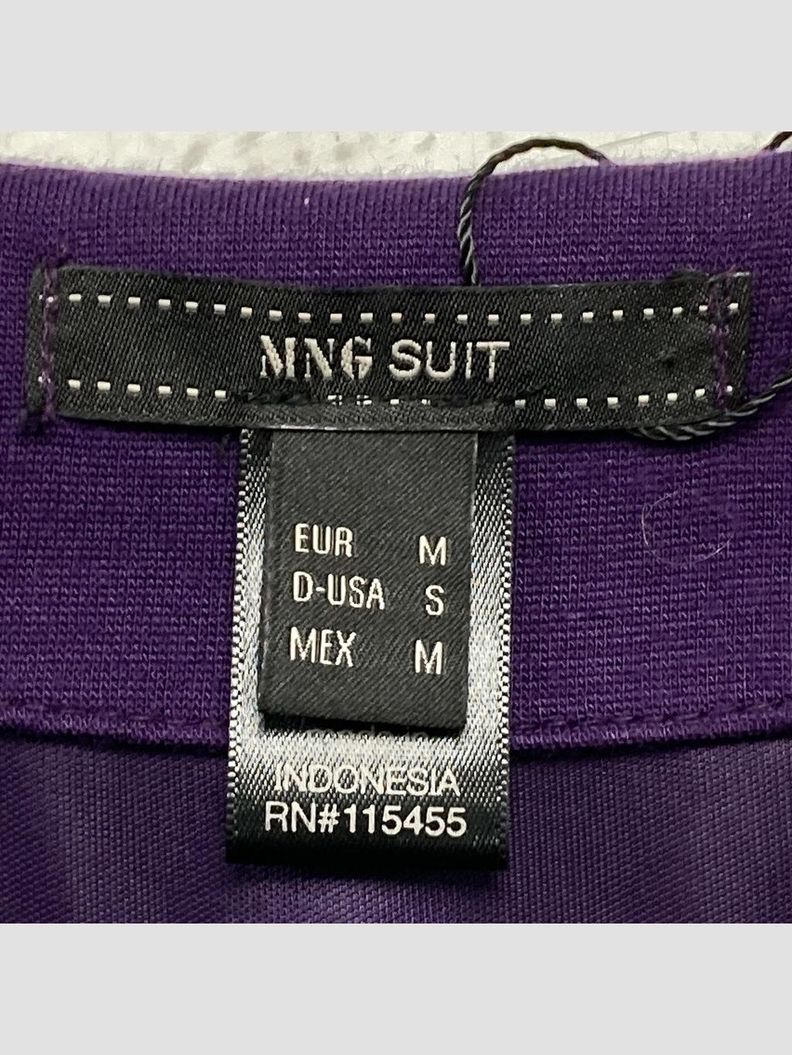 MNG SUIT
EUR M
D-USA S
MEX M
INDONESIA
RN#115455